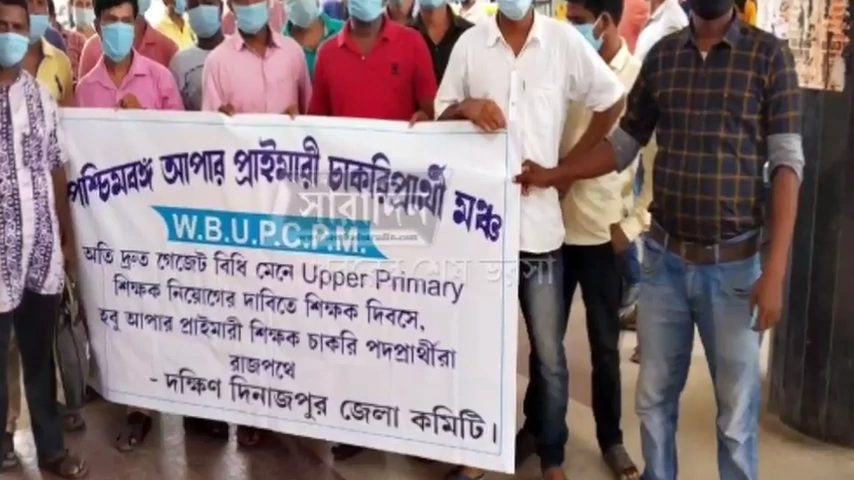 পশ্চিমবঙ্গ আপার প্রাইমারী চাকরিপ্রার্থী মঞ্চ
W.B.U.P.C.P.M.
অতি দ্রুত গেজেট বিধি মেনে Upper Primary
শিক্ষক নিয়োগের দাবিতে শিক্ষক দিবসে,
হবু আপার প্রাইমারী শিক্ষক চাকরি পদপ্রার্থীরা
রাজপথে
- দক্ষিণ দিনাজপুর জেলা কমিটি।
সারাদিন
শেষ ভরসা